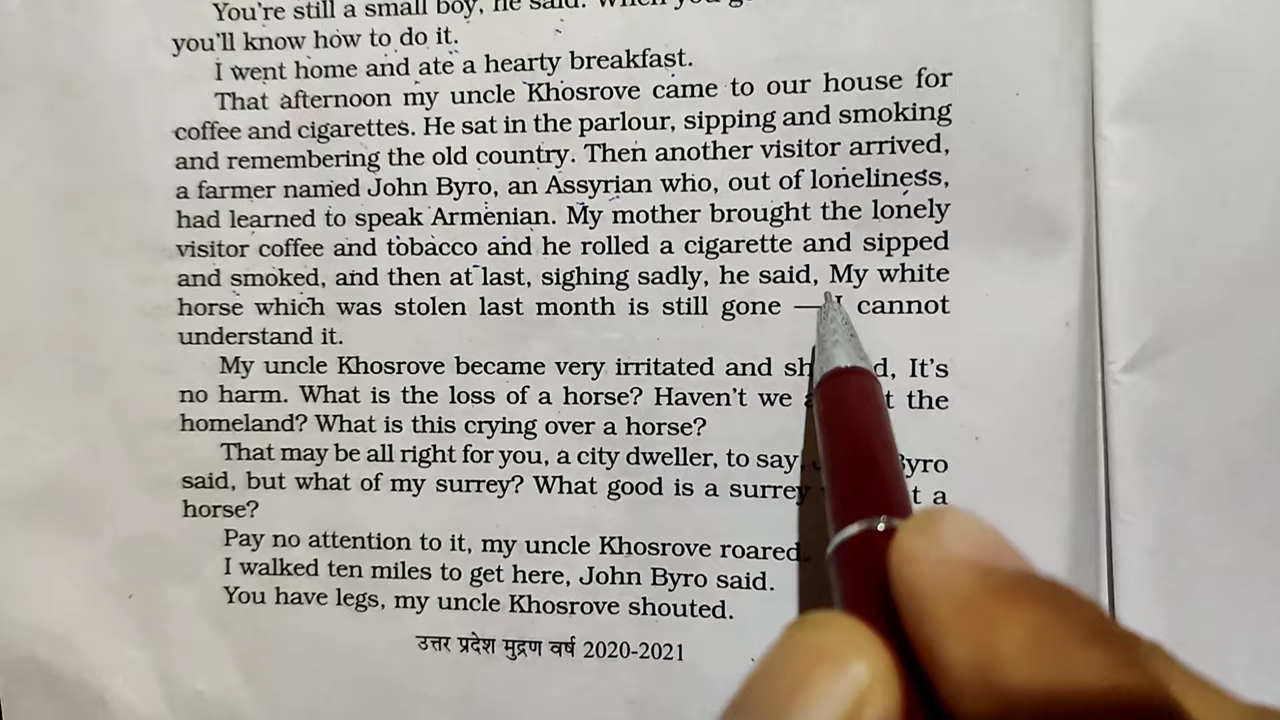 You're still a small boy, he said. When you g
you'll know how to do it.
I went home and ate a hearty breakfast.
That afternoon my uncle Khosrove came to our house for
coffee and cigarettes. He sat in the parlour, sipping and smoking
and remembering the old country. Then another visitor arrived,
a farmer named John Byro, an Assyrian who, out of loneliness,
had learned to speak Armenian. My mother brought the lonely
visitor coffee and tobacco and he rolled a cigarette and sipped
and smoked, and then at last, sighing sadly, he said, My white
horse which was stolen last month is still gone — I cannot
understand it.
My uncle Khosrove became very irritated and sh d, It's
no harm. What is the loss of a horse? Haven't we the
homeland? What is this crying over a horse?
That may be all right for you, a city dweller, to say, Byro
said, but what of my surrey? What good is a surrey a
horse?
Pay no attention to it, my uncle Khosrove roared.
I walked ten miles to get here, John Byro said.
You have legs, my uncle Khosrove shouted.
उत्तर प्रदेश मुद्रण वर्ष 2020-2021